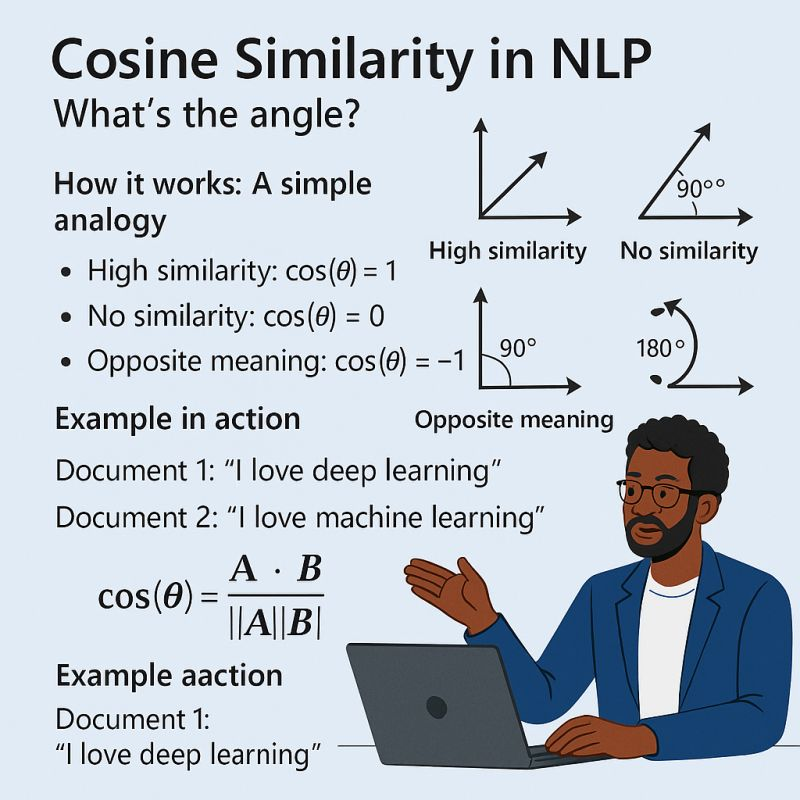 Cosine Similarity in NLP
What's the angle?
How it works: A simple
analogy
• High similarity: cos(θ) = 1
• No similarity: cos(θ) = 0
• Opposite meaning: cos(θ) = −1
High similarity
90°°
No similarity
90°
Opposite meaning
180°
Example in action
Document 1: “I love deep learning”
Document 2: “I love machine learning”
cos(θ) = A · B / ||A||B|
Example aaction
Document 1:
“I love deep learning”